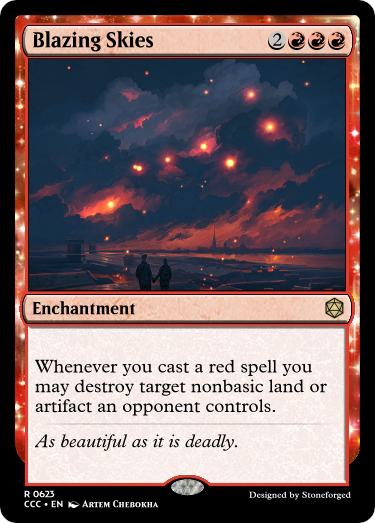 Blazing Skies 2
Enchantment
Whenever you cast a red spell you
may destroy target nonbasic land or
artifact an opponent controls.
As beautiful as it is deadly.
R 0623
CCC • EN Artem Chebokha
Designed by Stoneforged